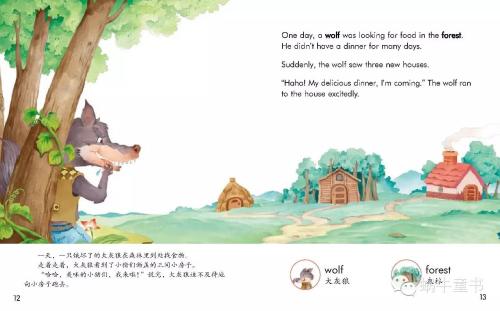 One day, a wolf was looking for food in the forest.
He didn't have a dinner for many days.
Suddenly, the wolf saw three new houses.
"Haha! My delicious dinner, I'm coming." The wolf ran
to the house excitedly.
一天，一只饿坏了的大灰狼在森林里到处找食物。
走着走着，大灰狼看到了小猪们崭新的三间小房子。
“哈哈，美味的小猪们，我来啦！”说完，大灰狼迫不及待地
向小房子跑去。
wolf
大灰狼
forest
森林
12
13
蜗牛童书